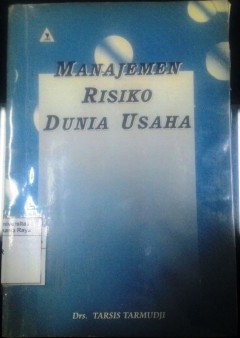 MANAJEMEN
RISIKO
DUNIA USAHA
Drs. TARSIS TARMUDJI